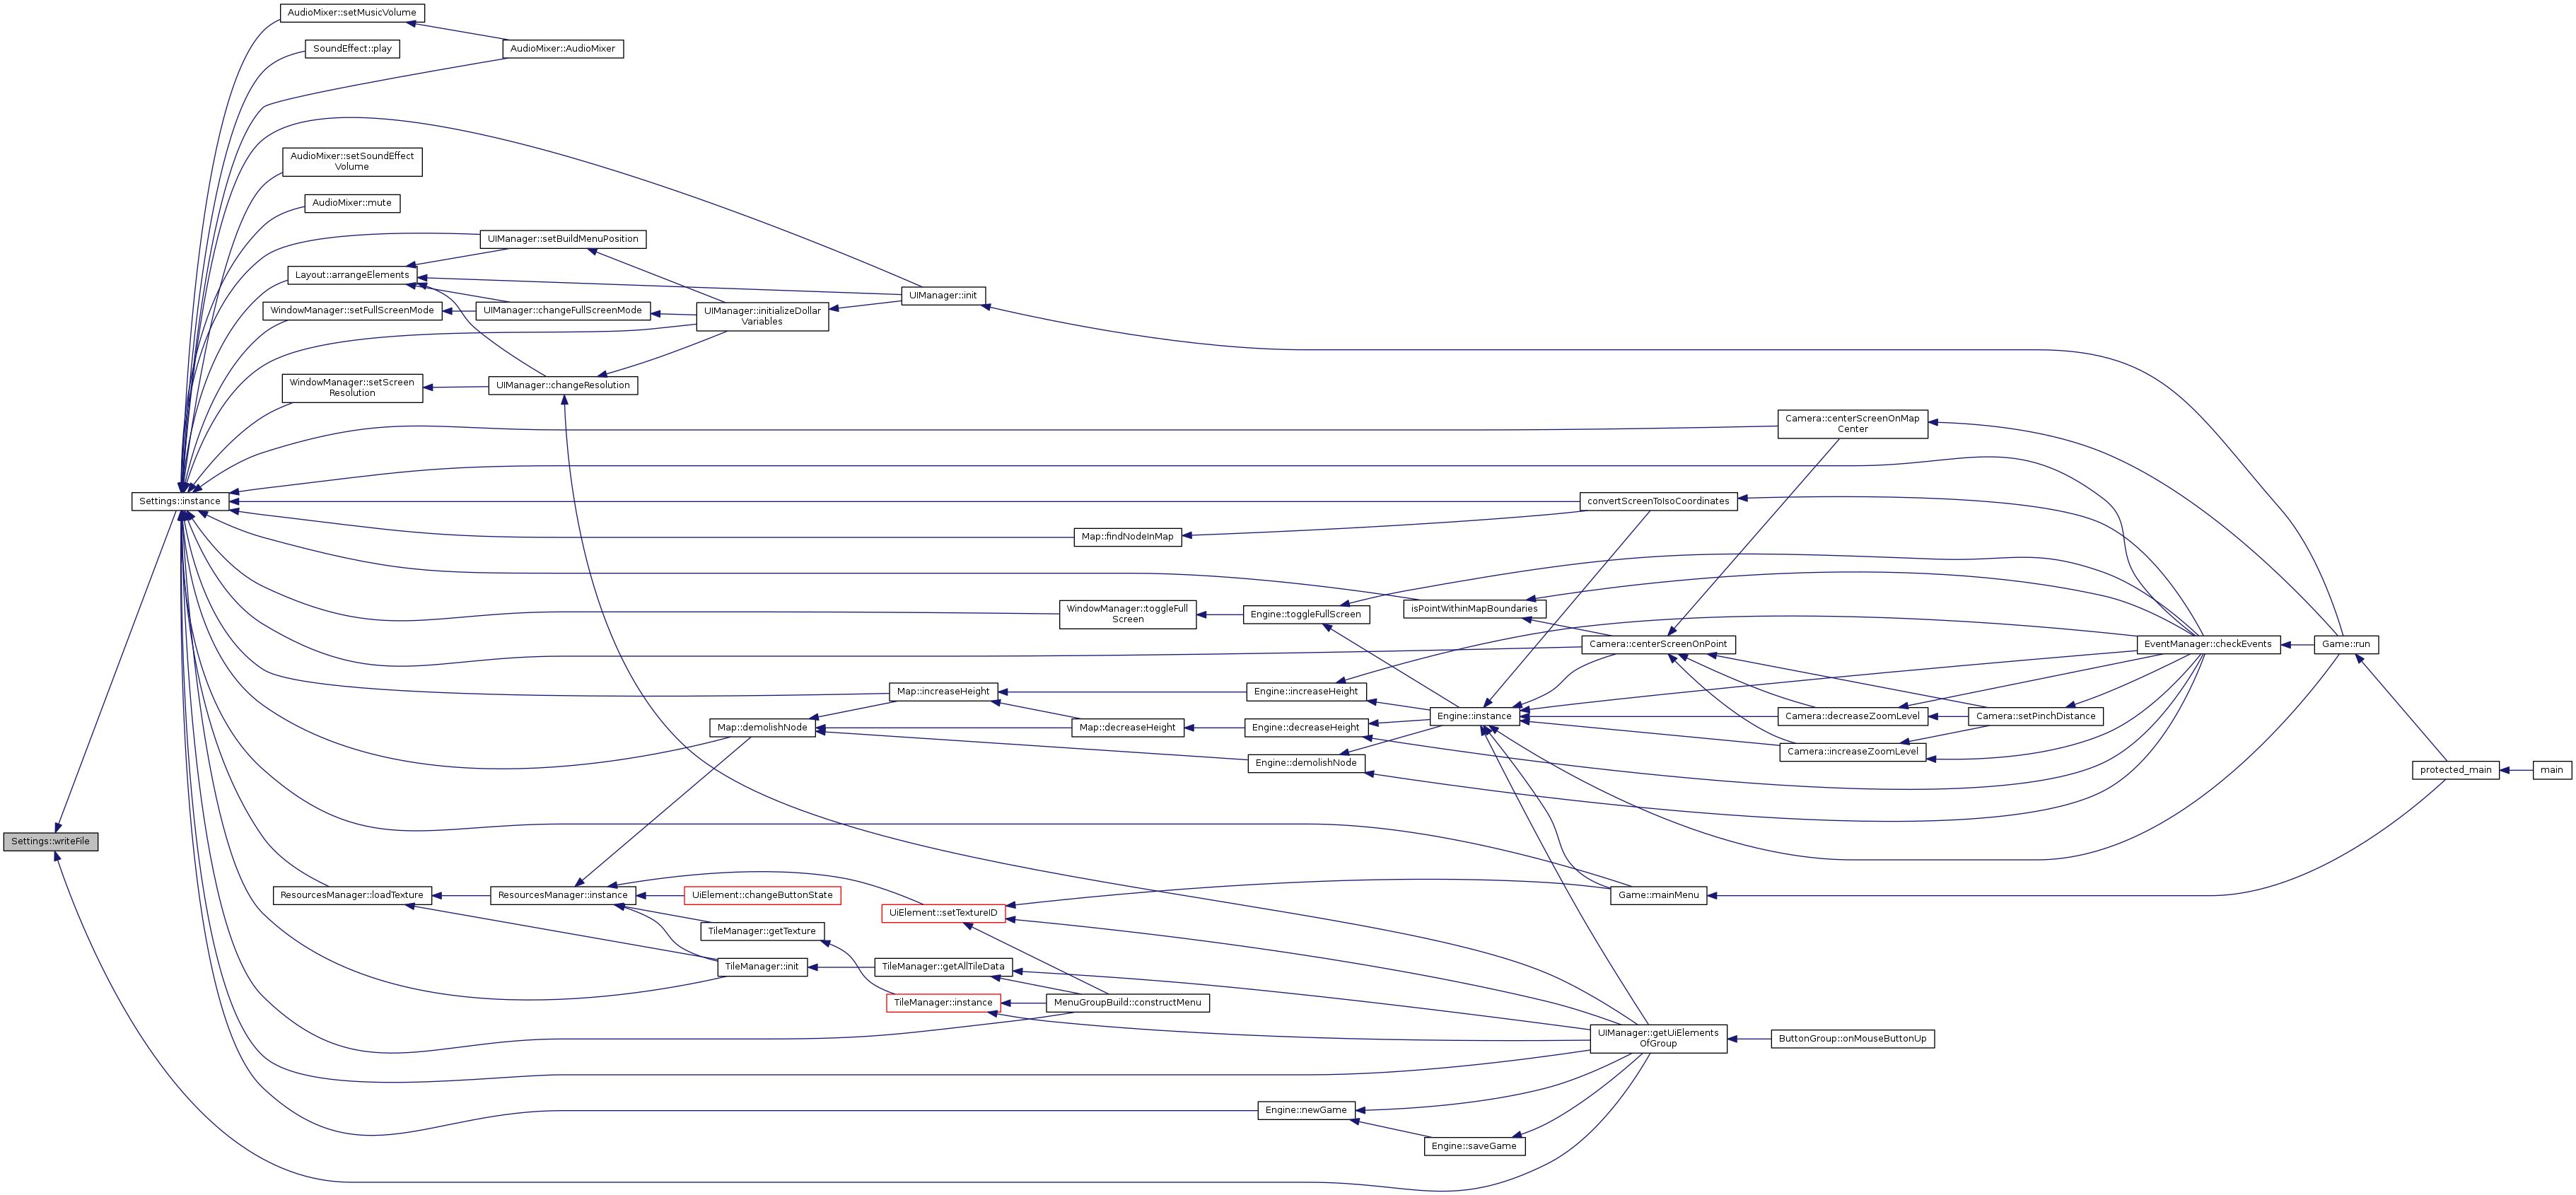 AudioMixer::setMusicVolume
SoundEffect::play
AudioMixer::AudioMixer
AudioMixer::setSoundEffect
Volume
AudioMixer::mute
UIManager::setBuildMenuPosition
Layout::arrangeElements
UIManager::init
WindowManager::setFullScreenMode
UIManager::changeFullScreenMode
UIManager::initializeDollar
Variables
WindowManager::setScreen
Resolution
UIManager::changeResolution
Camera::centerScreenOnMap
Center
Settings::instance
convertScreenToIsoCoordinates
Map::findNodeInMap
WindowManager::toggleFull
Screen
Engine::toggleFullScreen
isPointWithinMapBoundaries
Camera::centerScreenOnPoint
EventManager::checkEvents
Game::run
Map::increaseHeight
Engine::increaseHeight
Engine::instance
Camera::decreaseZoomLevel
Camera::setPinchDistance
Map::demolishNode
Map::decreaseHeight
Engine::decreaseHeight
Camera::increaseZoomLevel
Engine::demolishNode
protected_main
main
Settings::writeFile
ResourcesManager::loadTexture
ResourcesManager::instance
UiElement::changeButtonState
Game::mainMenu
UiElement::setTextureID
TileManager::getTexture
TileManager::init
TileManager::getAllTileData
TileManager::instance
MenuGroupBuild::constructMenu
UIManager::getUiElements
OfGroup
ButtonGroup::onMouseButtonUp
Engine::newGame
Engine::saveGame